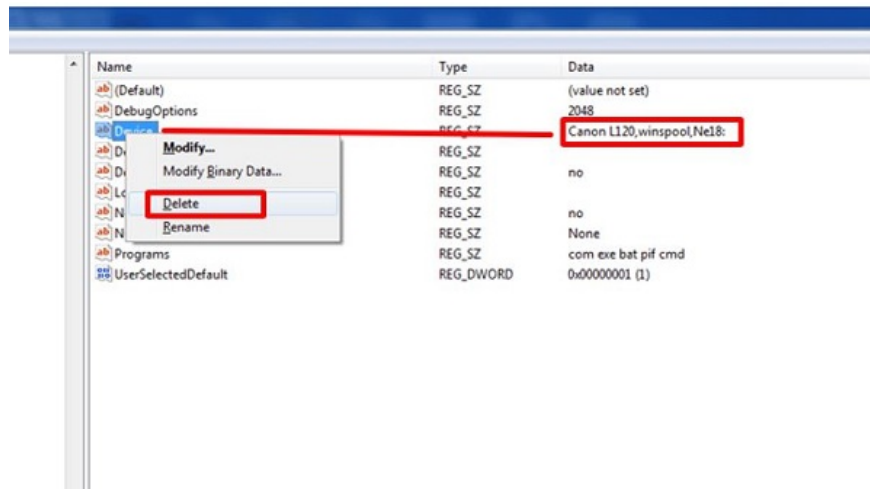 Name Type Data
(Default) REG_SZ (value not set)
DebugOptions REG_SZ 2048
Device REG_SZ Canon L120,winspool,Ne18:
D REG_SZ
D REG_SZ no
Lo REG_SZ
N REG_SZ no
N REG_SZ None
Programs REG_SZ com exe bat pif cmd
UserSelectedDefault REG_DWORD 0x00000001 (1)
Modify...
Modify Binary Data...
Delete
Rename